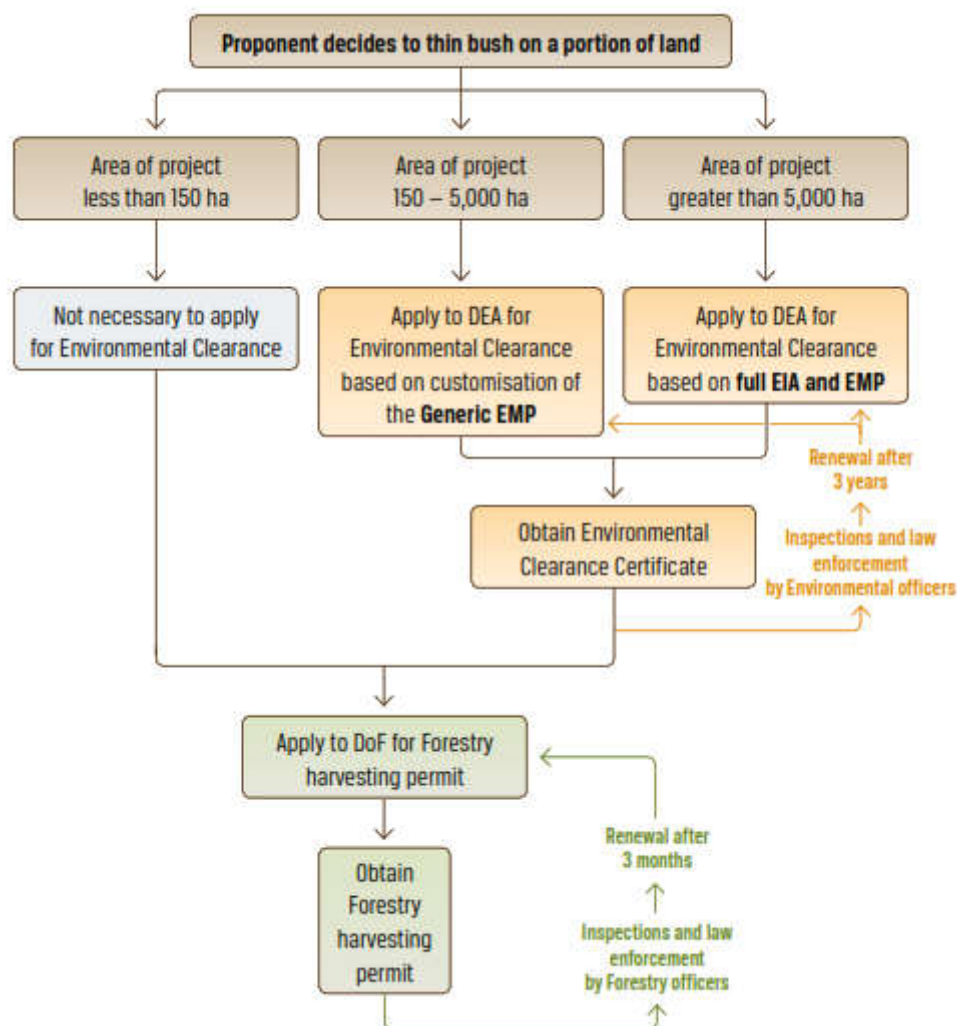 Proponent decides to thin bush on a portion of land
Area of project
less than 150 ha
Area of project
150 – 5,000 ha
Area of project
greater than 5,000 ha
Not necessary to apply
for Environmental Clearance
Apply to DEA for
Environmental Clearance
based on customisation of
the Generic EMP
Apply to DEA for
Environmental Clearance
based on full EIA and EMP
Renewal after
3 years
Inspections and law
enforcement
by Environmental officers
Obtain Environmental
Clearance Certificate
Apply to DoF for Forestry
harvesting permit
Renewal after
3 months
Inspections and law
enforcement
by Forestry officers
Obtain
Forestry
harvesting
permit